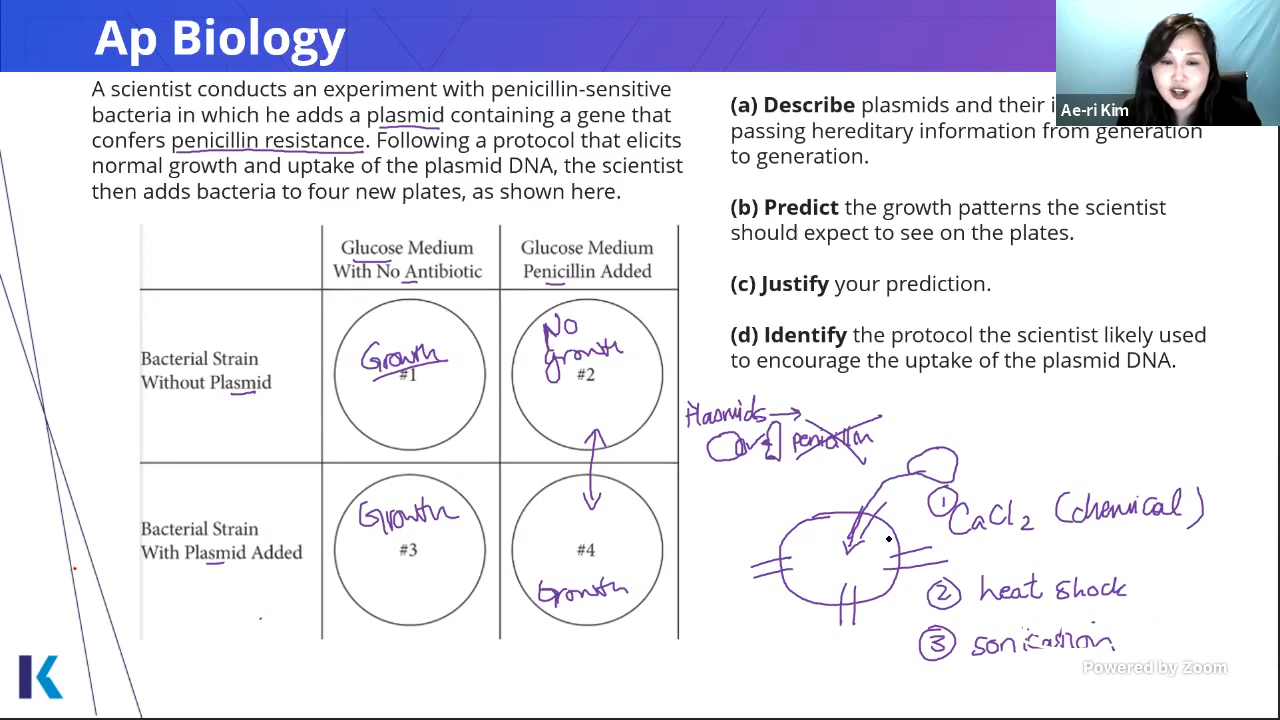 Ap Biology
A scientist conducts an experiment with penicillin-sensitive
bacteria in which he adds a plasmid containing a gene that
confers penicillin resistance. Following a protocol that elicits
normal growth and uptake of the plasmid DNA, the scientist
then adds bacteria to four new plates, as shown here.
Glucose Medium
With No Antibiotic
Glucose Medium
Penicillin Added
Bacterial Strain
Without Plasmid
Growth
#1
No
growth
#2
Bacterial Strain
With Plasmid Added
Growth
#3
#4
Growth
Ae-ri Kim
(a) Describe plasmids and their
passing hereditary information from generation
to generation.
(b) Predict the growth patterns the scientist
should expect to see on the plates.
(c) Justify your prediction.
(d) Identify the protocol the scientist likely used
to encourage the uptake of the plasmid DNA.
Plasmids
penicillin
1 CaCl2 (chemical)
2 heat shock
3 sonication
Powered by Zoom
K